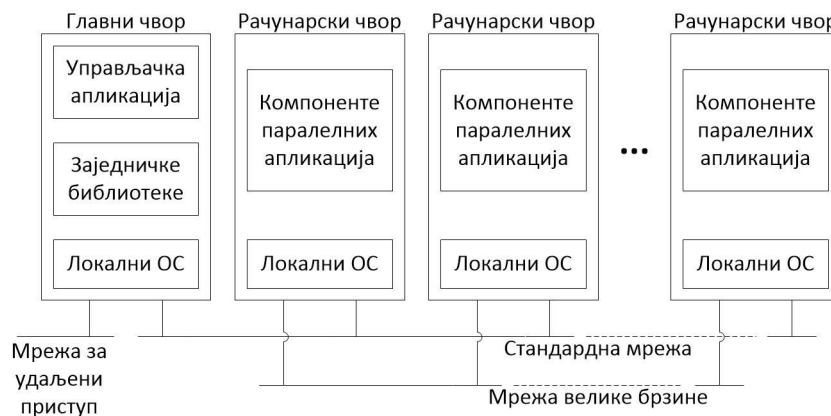 Главни чвор
Управљачка
апликација
Заједничке
библиотеке
Локални ОС
Рачунарски чвор
Компоненте
паралелних
апликација
Локални ОС
Рачунарски чвор
Компоненте
паралелних
апликација
Локални ОС
...
Рачунарски чвор
Компоненте
паралелних
апликација
Локални ОС
Мрежа за
удаљени
приступ
Стандардна мрежа
Мрежа велике брзине